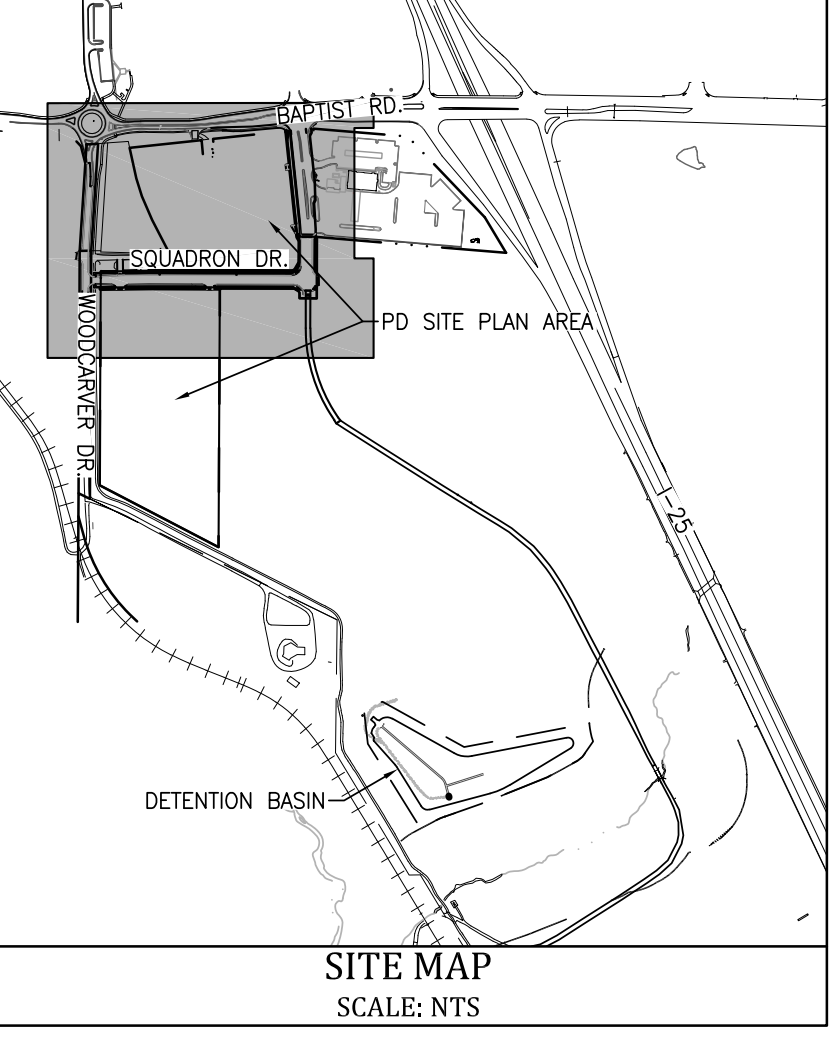 BAPTIST RD.
SQUADRON DR.
WOODCARVER DR.
PD SITE PLAN AREA
I-25
DETENTION BASIN
SITE MAP
SCALE: NTS